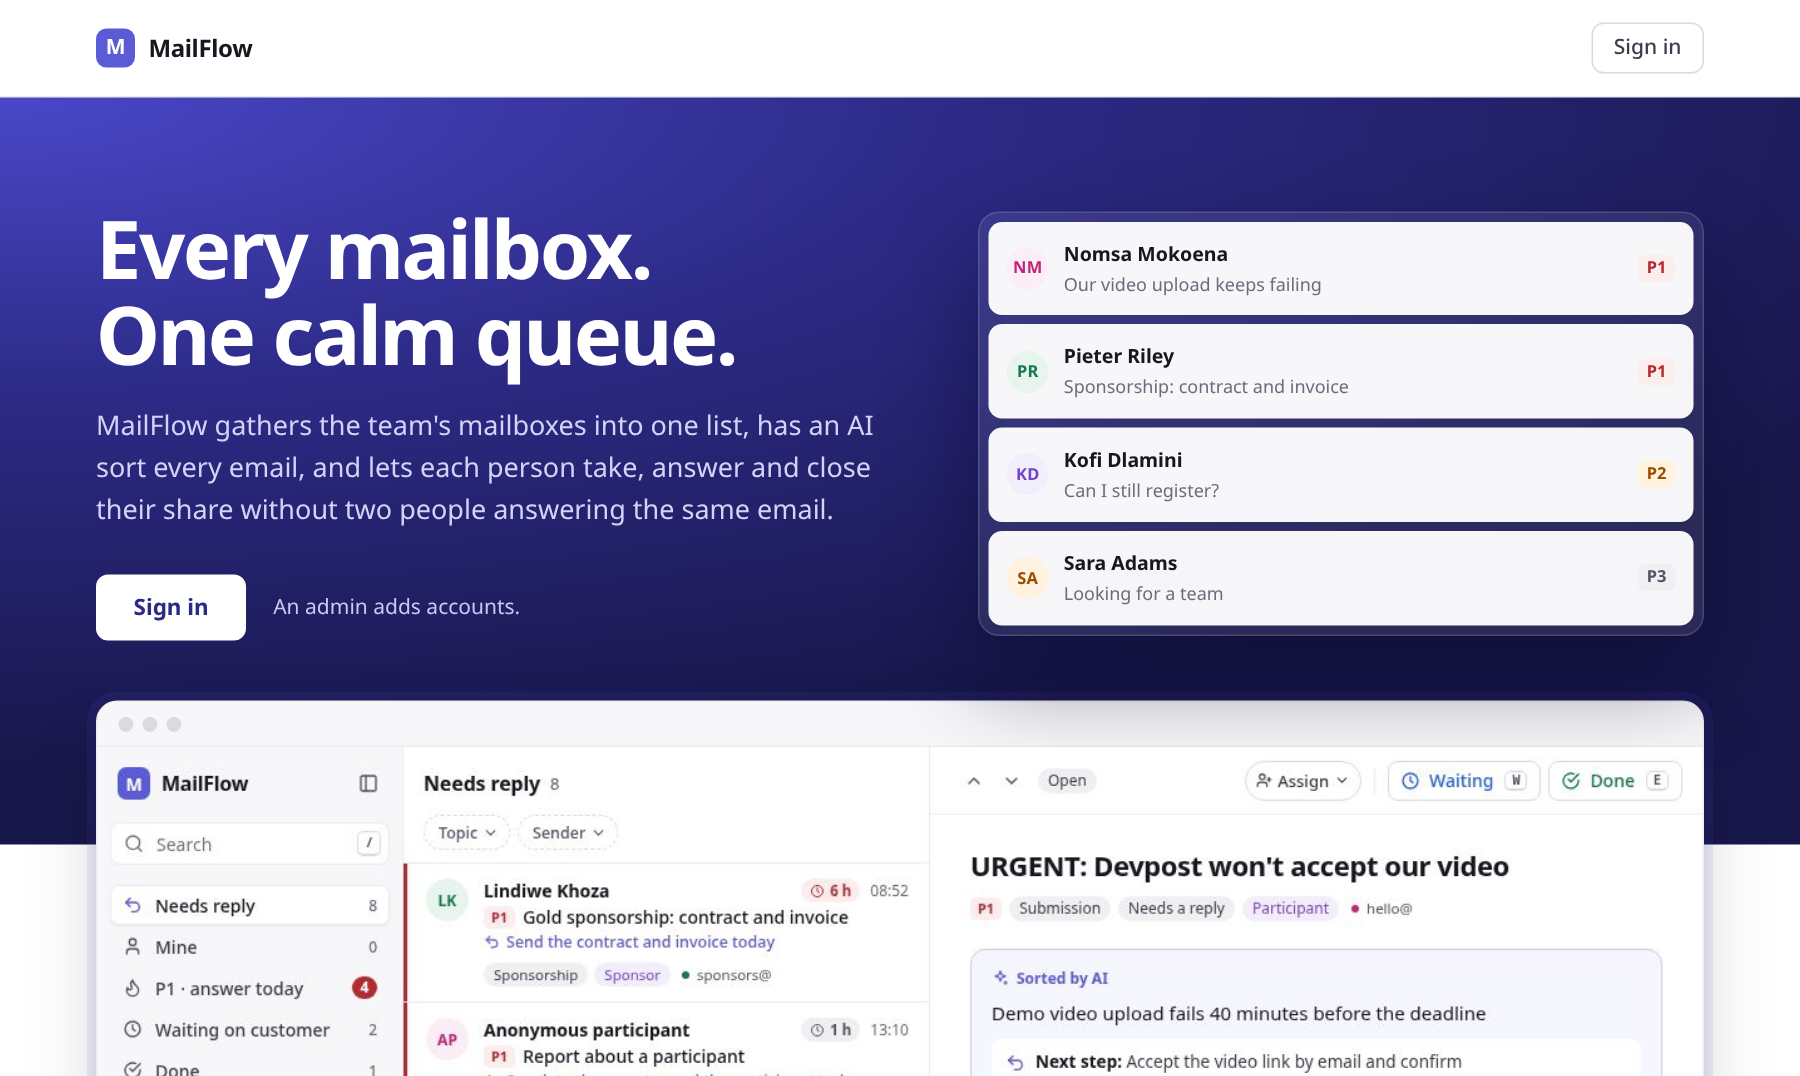 M MailFlow
Sign in
Every mailbox.
One calm queue.
MailFlow gathers the team's mailboxes into one list, has an AI
sort every email, and lets each person take, answer and close
their share without two people answering the same email.
Sign in
An admin adds accounts.
NM Nomsa Mokoena P1
Our video upload keeps failing
PR Pieter Riley P1
Sponsorship: contract and invoice
KD Kofi Dlamini P2
Can I still register?
SA Sara Adams P3
Looking for a team
M MailFlow
Search /
Needs reply 8
Mine 0
P1 · answer today 4
Waiting on customer 2
Done 1
Needs reply 8
Topic Sender
LK Lindiwe Khoza 6 h 08:52
P1 Gold sponsorship: contract and invoice
Send the contract and invoice today
Sponsorship Sponsor sponsors@
AP Anonymous participant 1 h 13:10
P1 Report about a participant
Open Assign Waiting W Done E
URGENT: Devpost won't accept our video
P1 Submission Needs a reply Participant hello@
Sorted by AI
Demo video upload fails 40 minutes before the deadline
Next step: Accept the video link by email and confirm